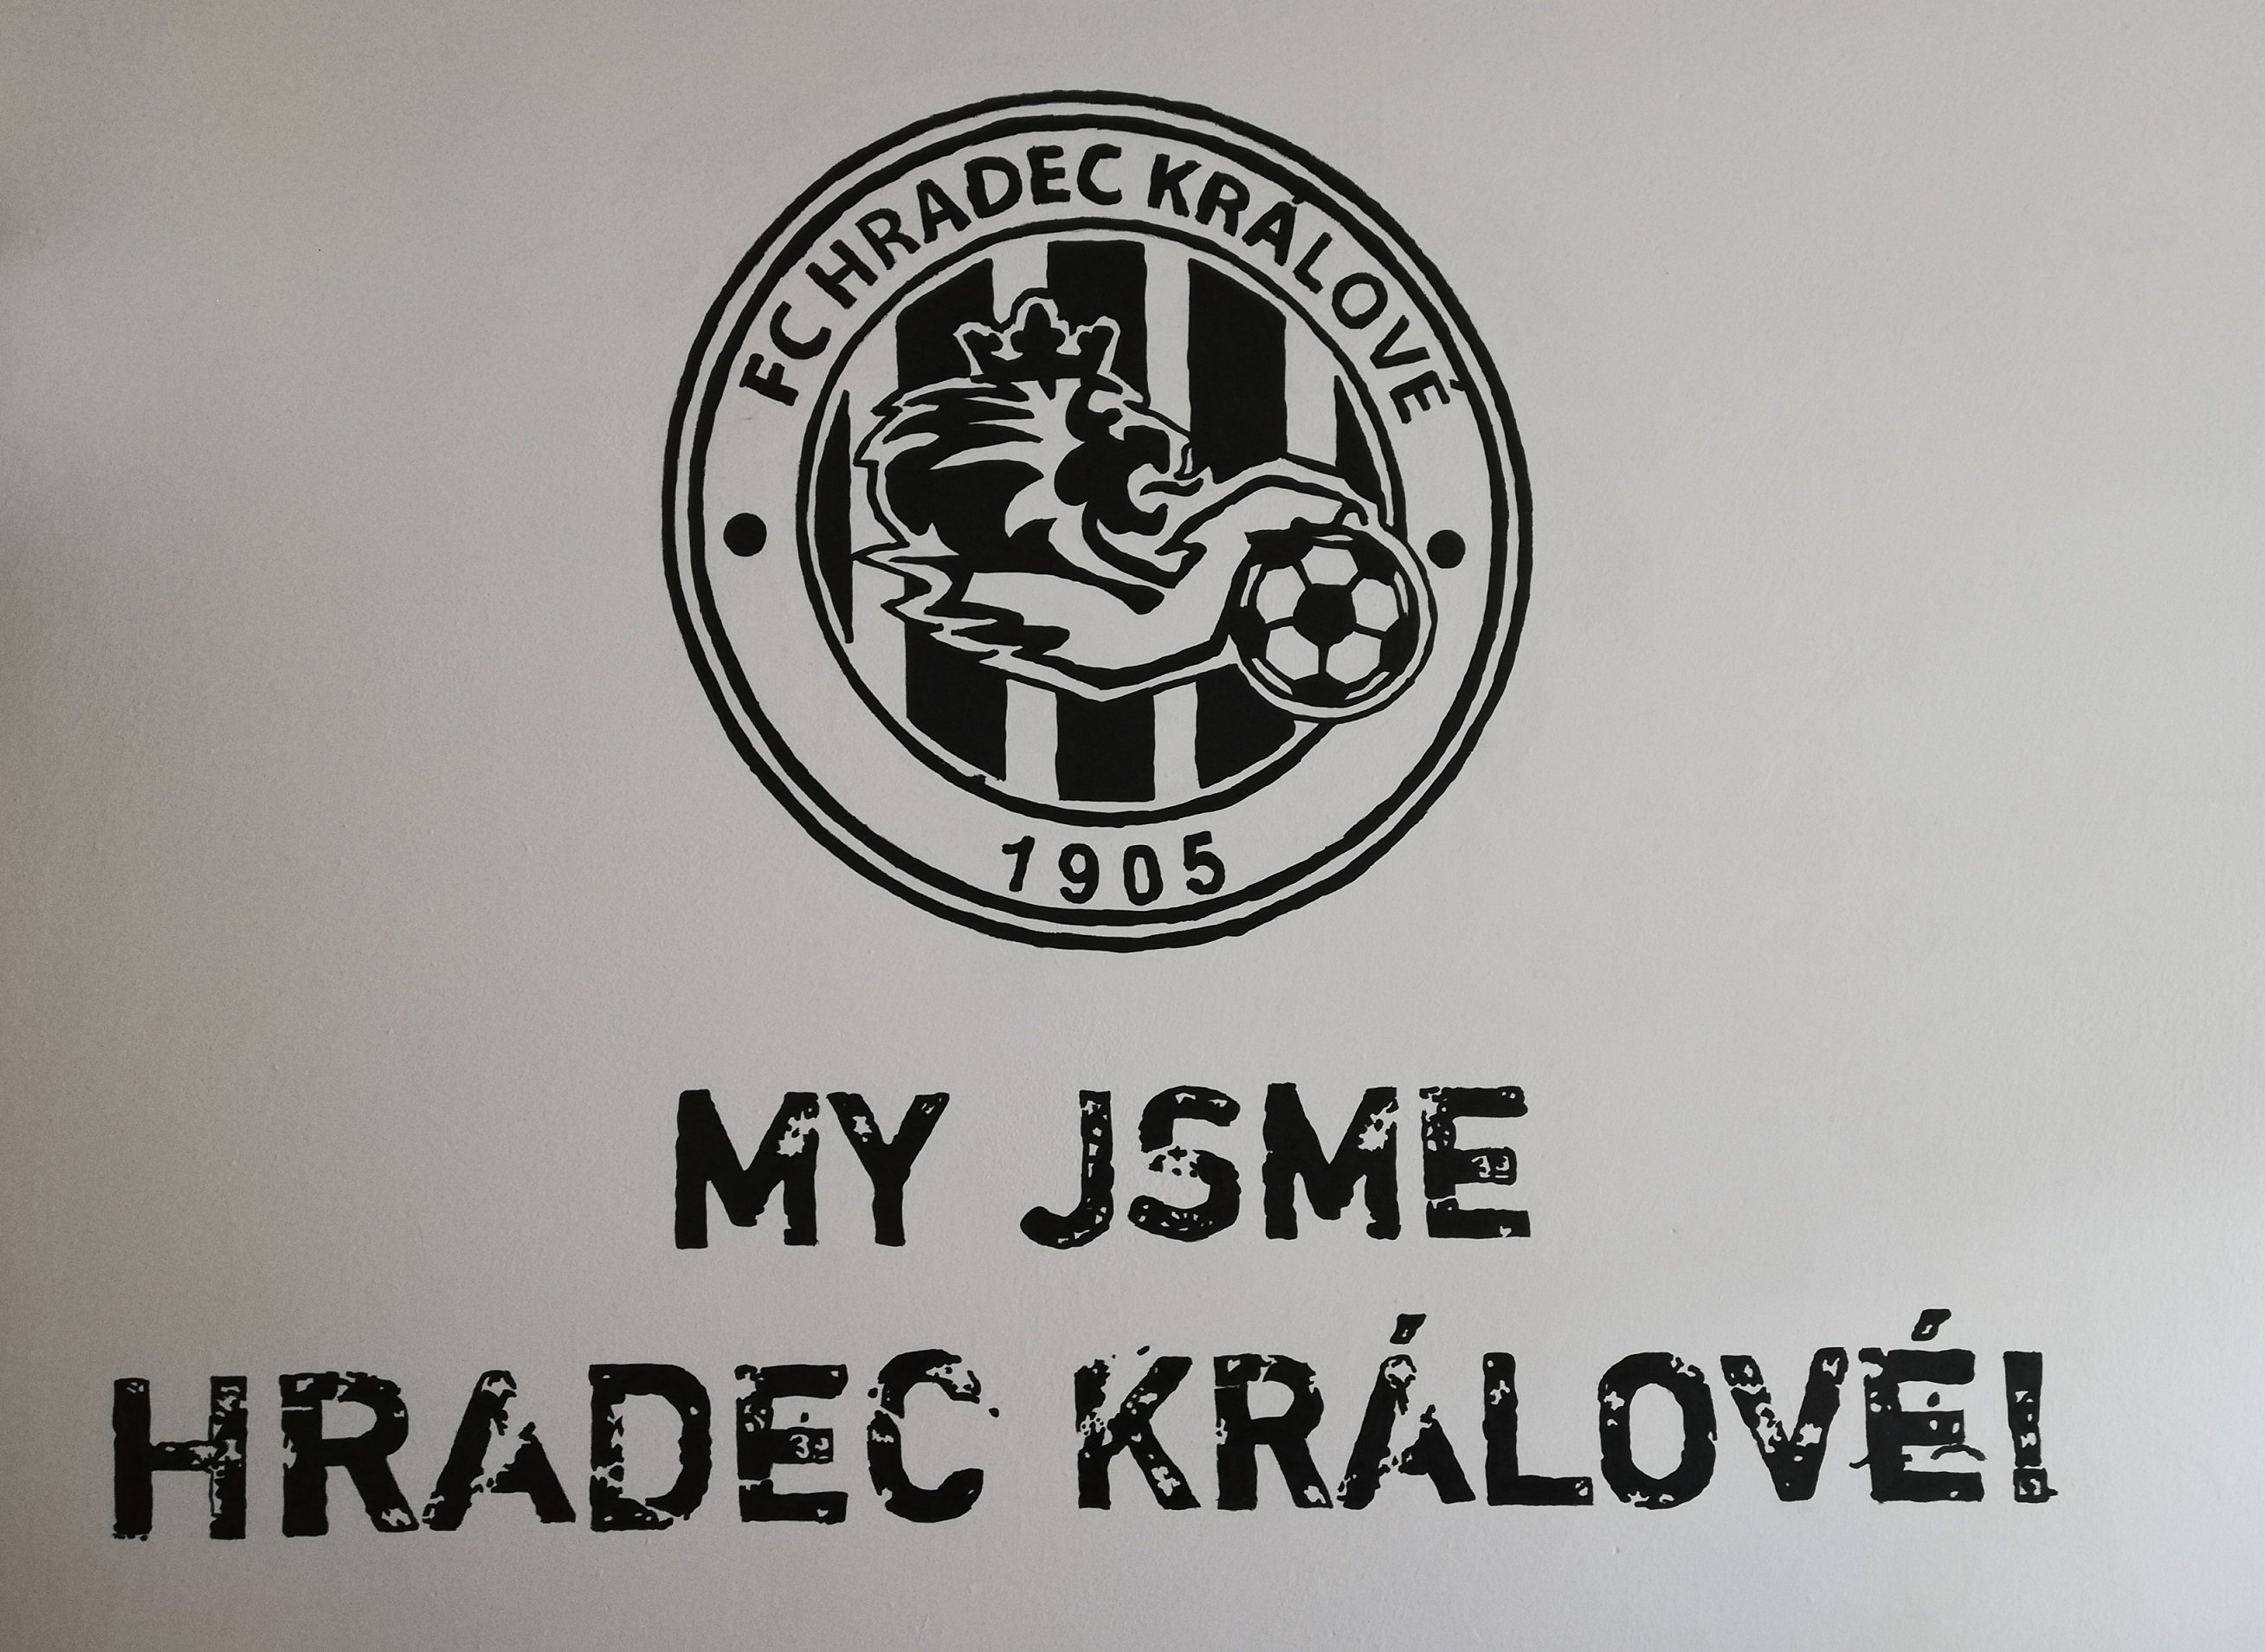 FC HRADEC KRÁLOVÉ
1905
MY JSME
HRADEC KRÁLOVÉ!